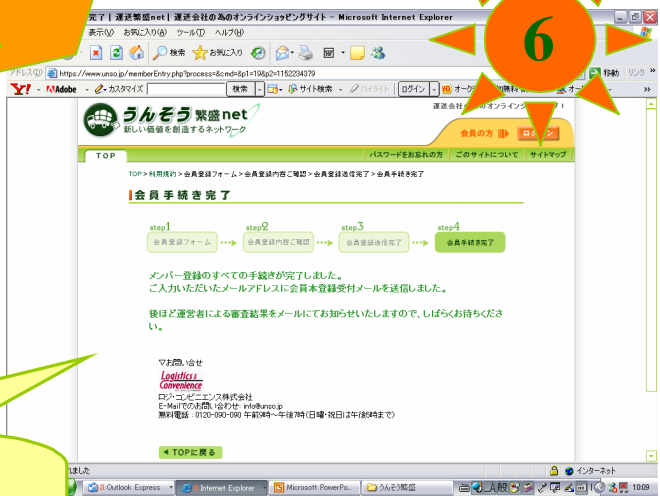 完了 | 運送繁盛net | 運送会社の為のオンラインショッピングサイト - Microsoft Internet Explorer
6
表示(V) お気に入り(A) ツール(T) ヘルプ(H)
検索 お気に入り
アドレス(D) https://www.unso.jp/memberEntry.php?process=&cmd=&p1=19&p2=1152234379 移動 リンク »
Y! - Adobe - カスタマイズ 検索 サイト検索 ハイライト ログイン
うんそう 繁盛net
新しい価値を創造するネットワーク
会員の方
TOP パスワードをお忘れの方 このサイトについて サイトマップ
TOP > 利用規約 > 会員登録フォーム > 会員登録内容ご確認 > 会員登録送信完了 > 会員手続き完了
会員手続き完了
step1 step2 step3 step4
会員登録フォーム 会員登録内容ご確認 会員登録送信完了 会員手続き完了
メンバー登録のすべての手続きが完了しました。
ご入力いただいたメールアドレスに会員本登録受付メールを送信しました。
後ほど運営者による審査結果をメールにてお知らせいたしますので、しばらくお待ちくださ
い。
▽お問い合せ
Logistics &
Convenience
ロジ・コンビニエンス株式会社
E-Mailでのお問い合わせ: info@unso.jp
無料電話 : 0120-090-090 午前9時～午後7時(日曜・祝日は午後5時まで)
◀ TOPに戻る
れました インターネット
3 Outlook Express 3 Internet Explorer Microsoft PowerPo... うんそう繁盛 A般 10:09